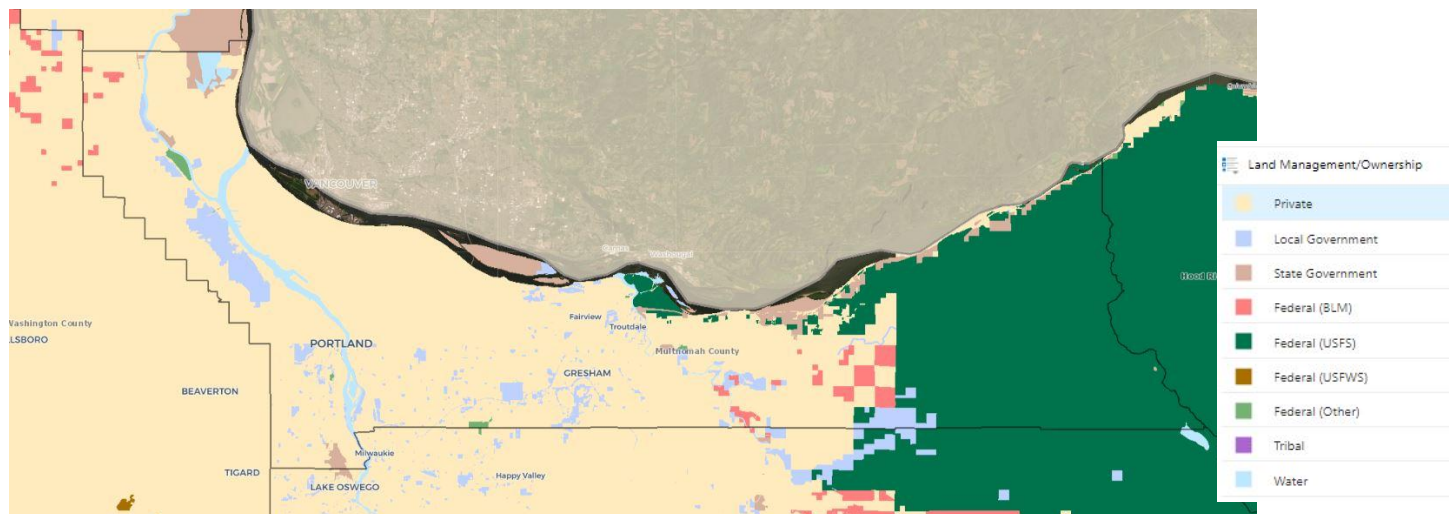 VANCOUVER
Camas
Washougal
Hood Ri
Fairview
Troutdale
Washington County
LSBORO
PORTLAND
Multnomah County
GRESHAM
BEAVERTON
Milwaukie
TIGARD
Happy Valley
LAKE OSWEGO
Land Management/Ownership
Private
Local Government
State Government
Federal (BLM)
Federal (USFS)
Federal (USFWS)
Federal (Other)
Tribal
Water